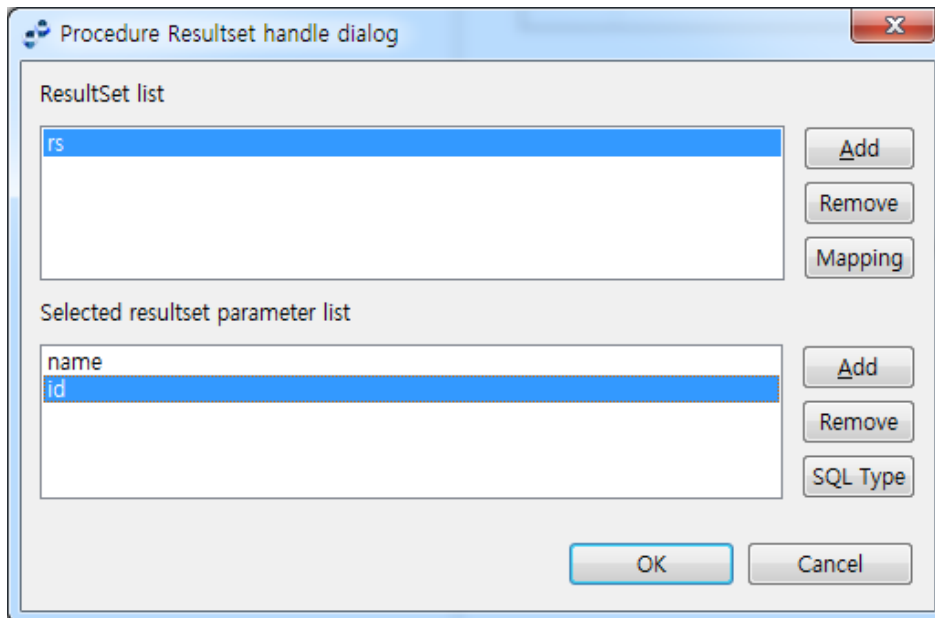 Procedure Resultset handle dialog
ResultSet list
rs
Add
Remove
Mapping
Selected resultset parameter list
name
id
Add
Remove
SQL Type
OK
Cancel